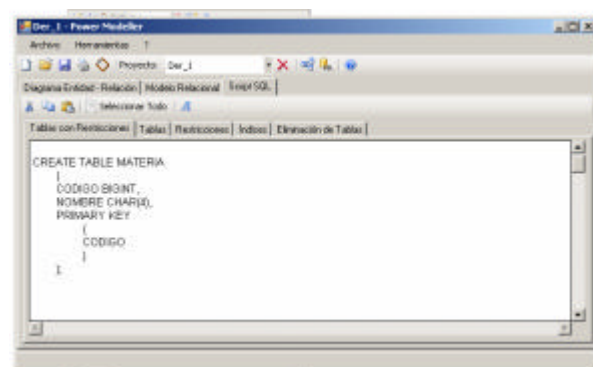 Der_1 - Power Modeller
Archivo Herramientas ?
Proyecto: Der_1
Diagrama Entidad - Relación Modelo Relacional Script SQL
Seleccionar Todo
Tablas con Restricciones Tablas Restricciones Indices Eliminación de Tablas
CREATE TABLE MATERIA
(
CODIGO BIGINT,
NOMBRE CHAR(4),
PRIMARY KEY
(
CODIGO
)
);